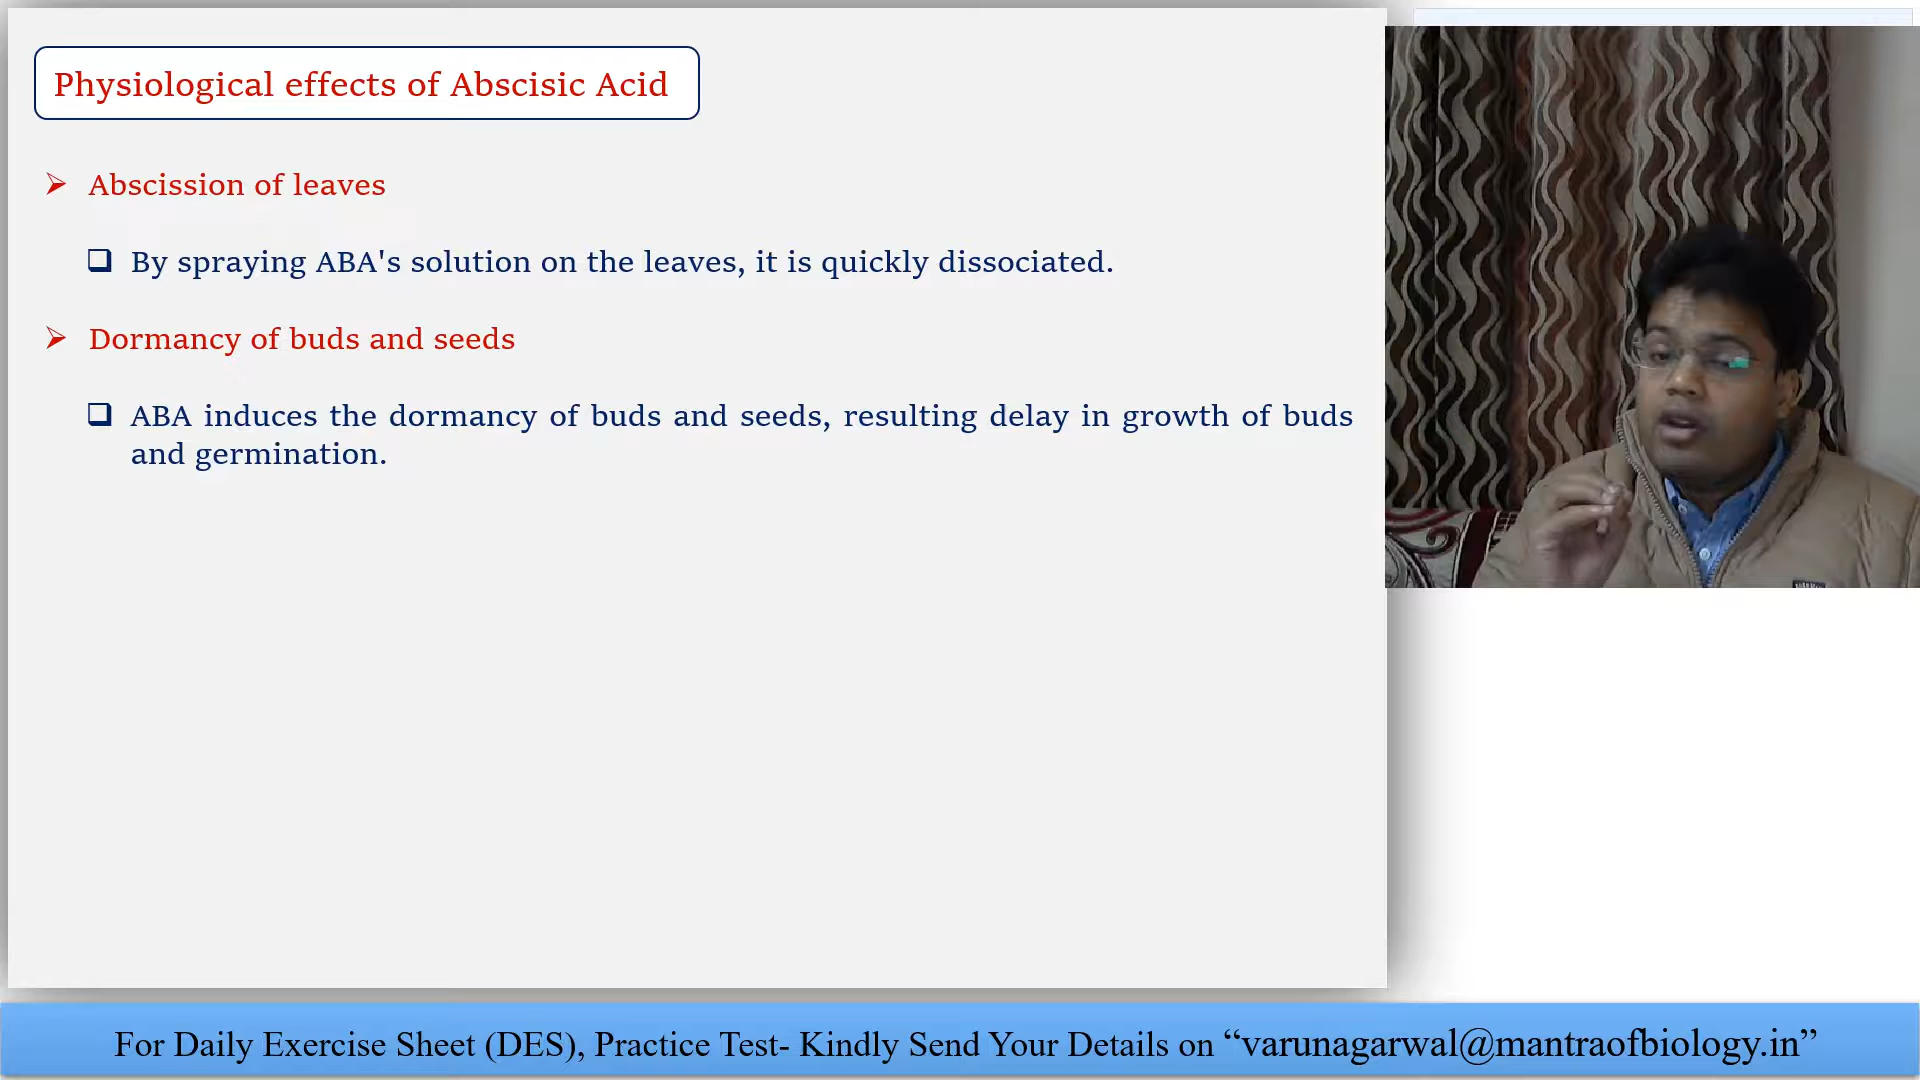 Physiological effects of Abscisic Acid
➢ Abscission of leaves
❑ By spraying ABA's solution on the leaves, it is quickly dissociated.
➢ Dormancy of buds and seeds
❑ ABA induces the dormancy of buds and seeds, resulting delay in growth of buds
and germination.
For Daily Exercise Sheet (DES), Practice Test- Kindly Send Your Details on “varunagarwal@mantraofbiology.in”